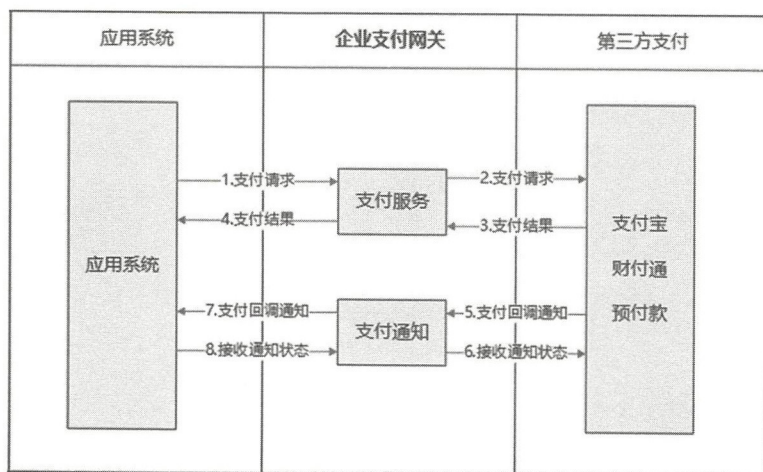 应用系统
企业支付网关
第三方支付
1.支付请求
2.支付请求
支付服务
4.支付结果
3.支付结果
支付宝
应用系统
财付通
7.支付回调通知
5.支付回调通知
预付款
支付通知
8.接收通知状态
6.接收通知状态